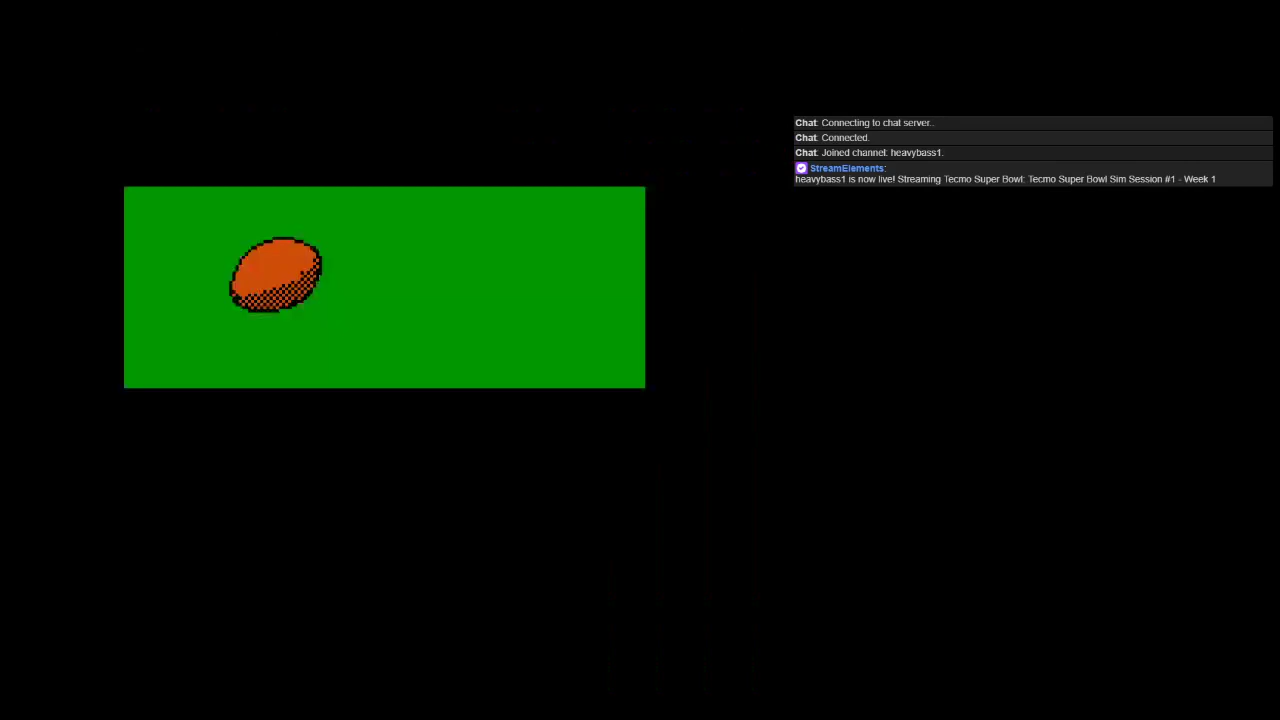 Chat: Connecting to chat server..
Chat: Connected.
Chat: Joined channel: heavybass1.
StreamElements:
heavybass1 is now live! Streaming Tecmo Super Bowl: Tecmo Super Bowl Sim Session #1 - Week 1